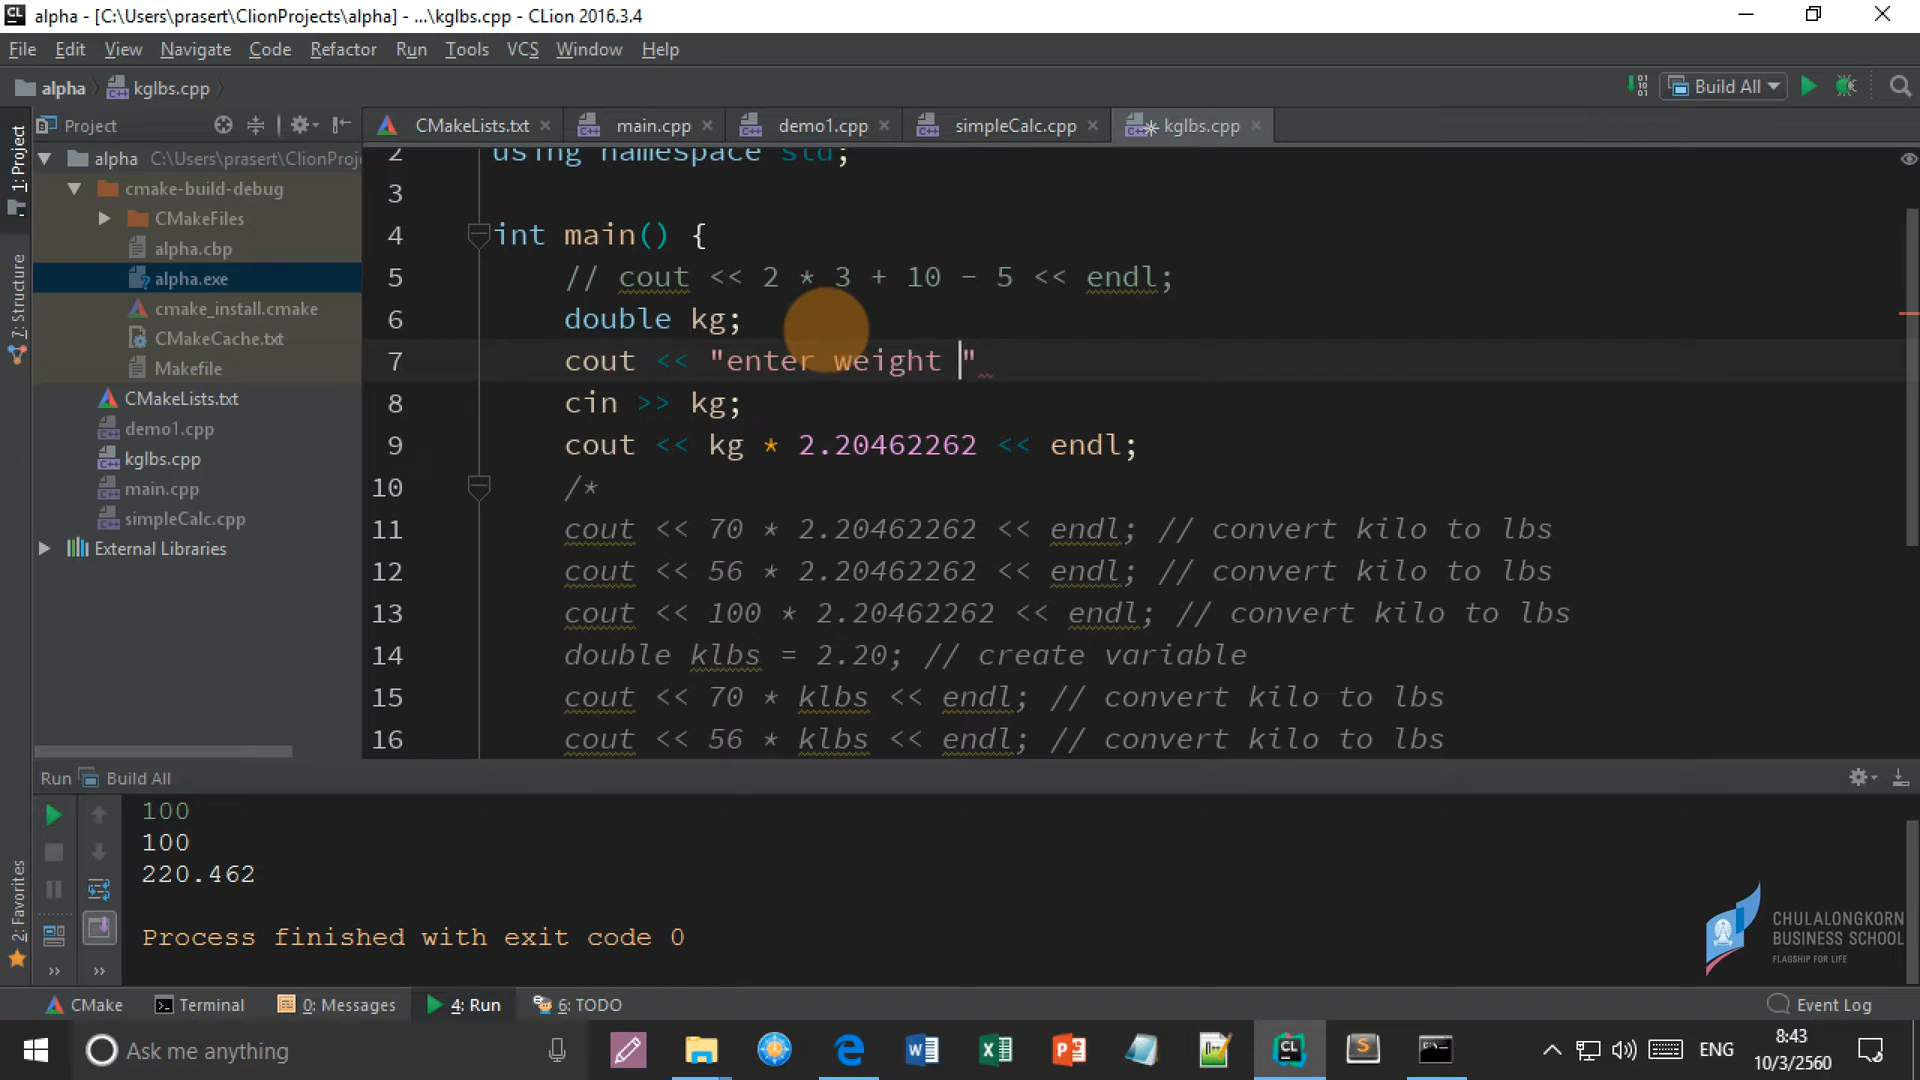 alpha - [C:\Users\prasert\ClionProjects\alpha] - ...\kglbs.cpp - CLion 2016.3.4
File Edit View Navigate Code Refactor Run Tools VCS Window Help
alpha kglbs.cpp Build All
Project CMakeLists.txt main.cpp demo1.cpp simpleCalc.cpp kglbs.cpp
1: Project
7: Structure
2: Favorites
alpha C:\Users\prasert\ClionProj
cmake-build-debug
CMakeFiles
alpha.cbp
alpha.exe
cmake_install.cmake
CMakeCache.txt
Makefile
CMakeLists.txt
demo1.cpp
kglbs.cpp
main.cpp
simpleCalc.cpp
External Libraries
2 using namespace std;
3
4 int main() {
5 // cout << 2 * 3 + 10 - 5 << endl;
6 double kg;
7 cout << "enter weight "
8 cin >> kg;
9 cout << kg * 2.20462262 << endl;
10 /*
11 cout << 70 * 2.20462262 << endl; // convert kilo to lbs
12 cout << 56 * 2.20462262 << endl; // convert kilo to lbs
13 cout << 100 * 2.20462262 << endl; // convert kilo to lbs
14 double klbs = 2.20; // create variable
15 cout << 70 * klbs << endl; // convert kilo to lbs
16 cout << 56 * klbs << endl; // convert kilo to lbs
Run Build All
100
100
220.462
Process finished with exit code 0
CHULALONGKORN
BUSINESS SCHOOL
FLAGSHIP FOR LIFE
CMake Terminal 0: Messages 4: Run 6: TODO Event Log
Ask me anything
ENG
8:43
10/3/2560